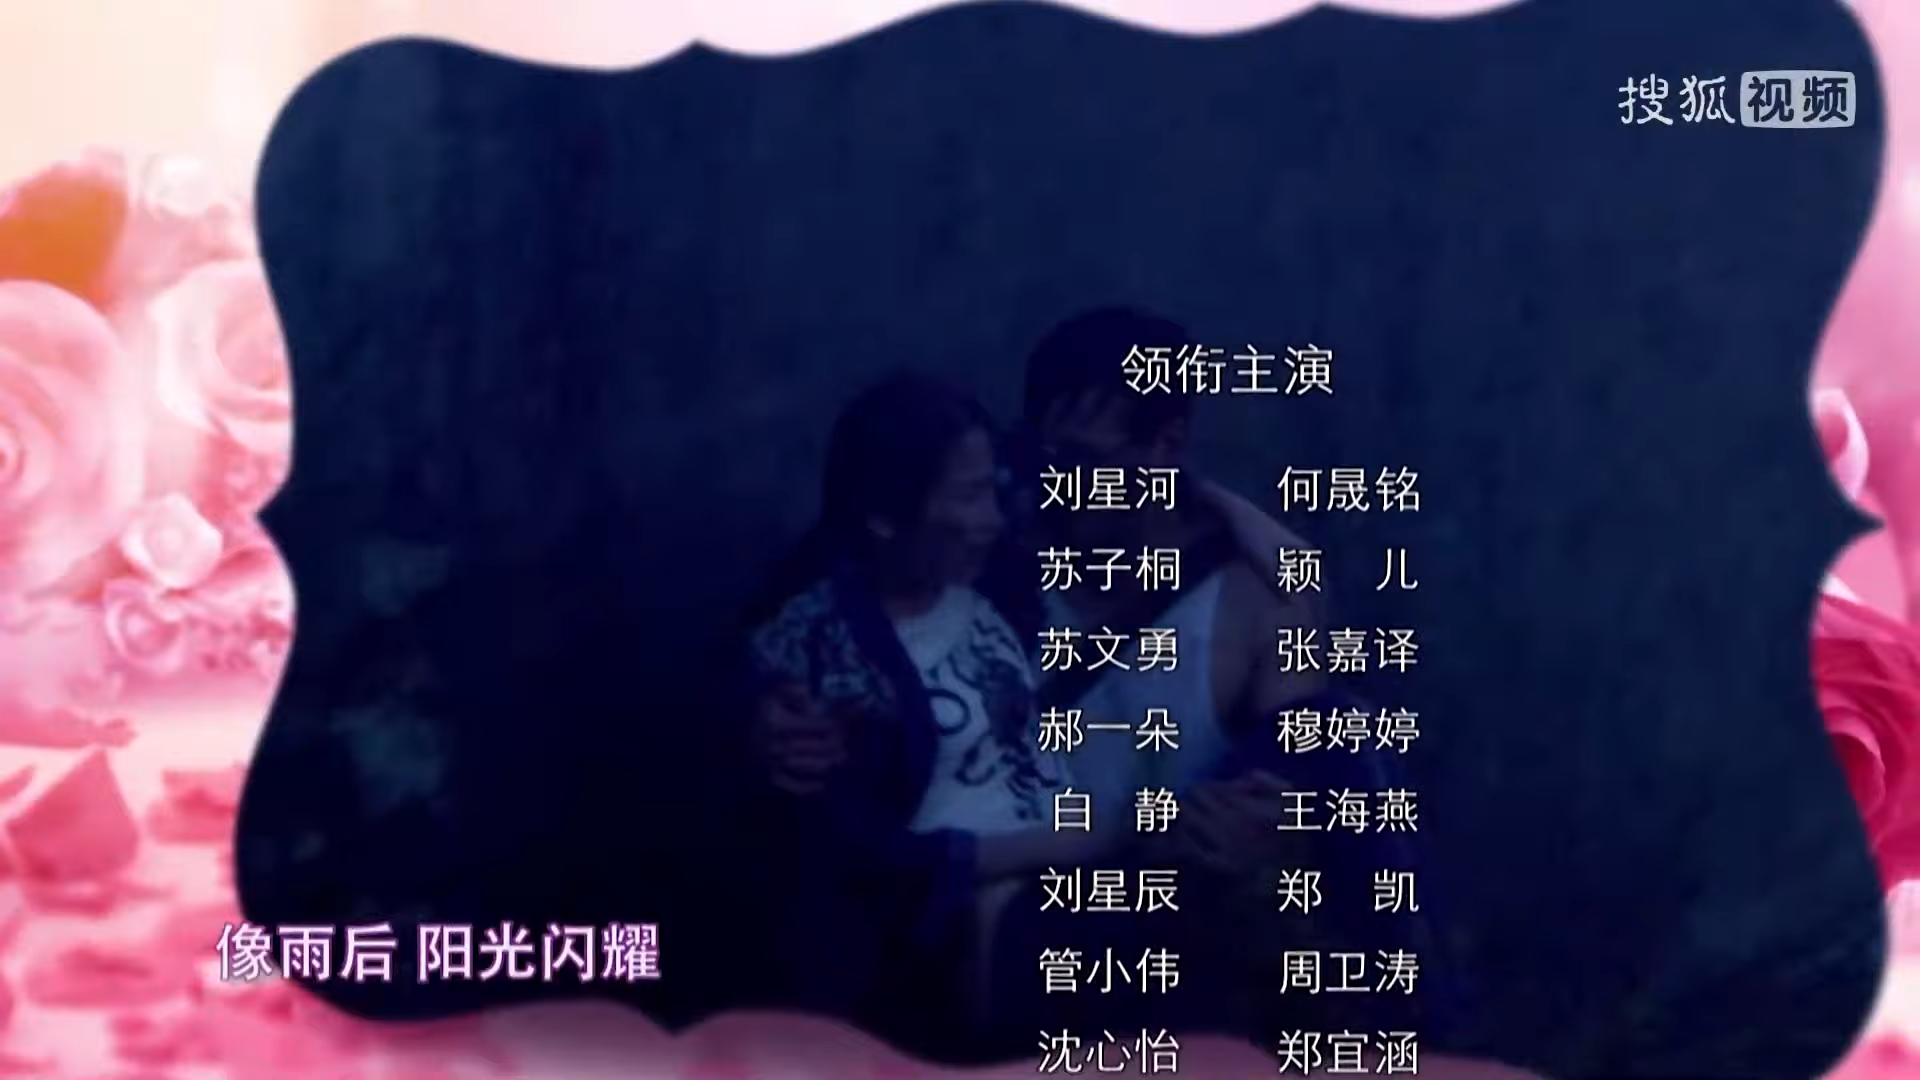 搜狐视频
领衔主演
刘星河 何晟铭
苏子桐 颖 儿
苏文勇 张嘉译
郝一朵 穆婷婷
白 静 王海燕
刘星辰 郑 凯
管小伟 周卫涛
像雨后 阳光闪耀
沈心怡 郑宜涵